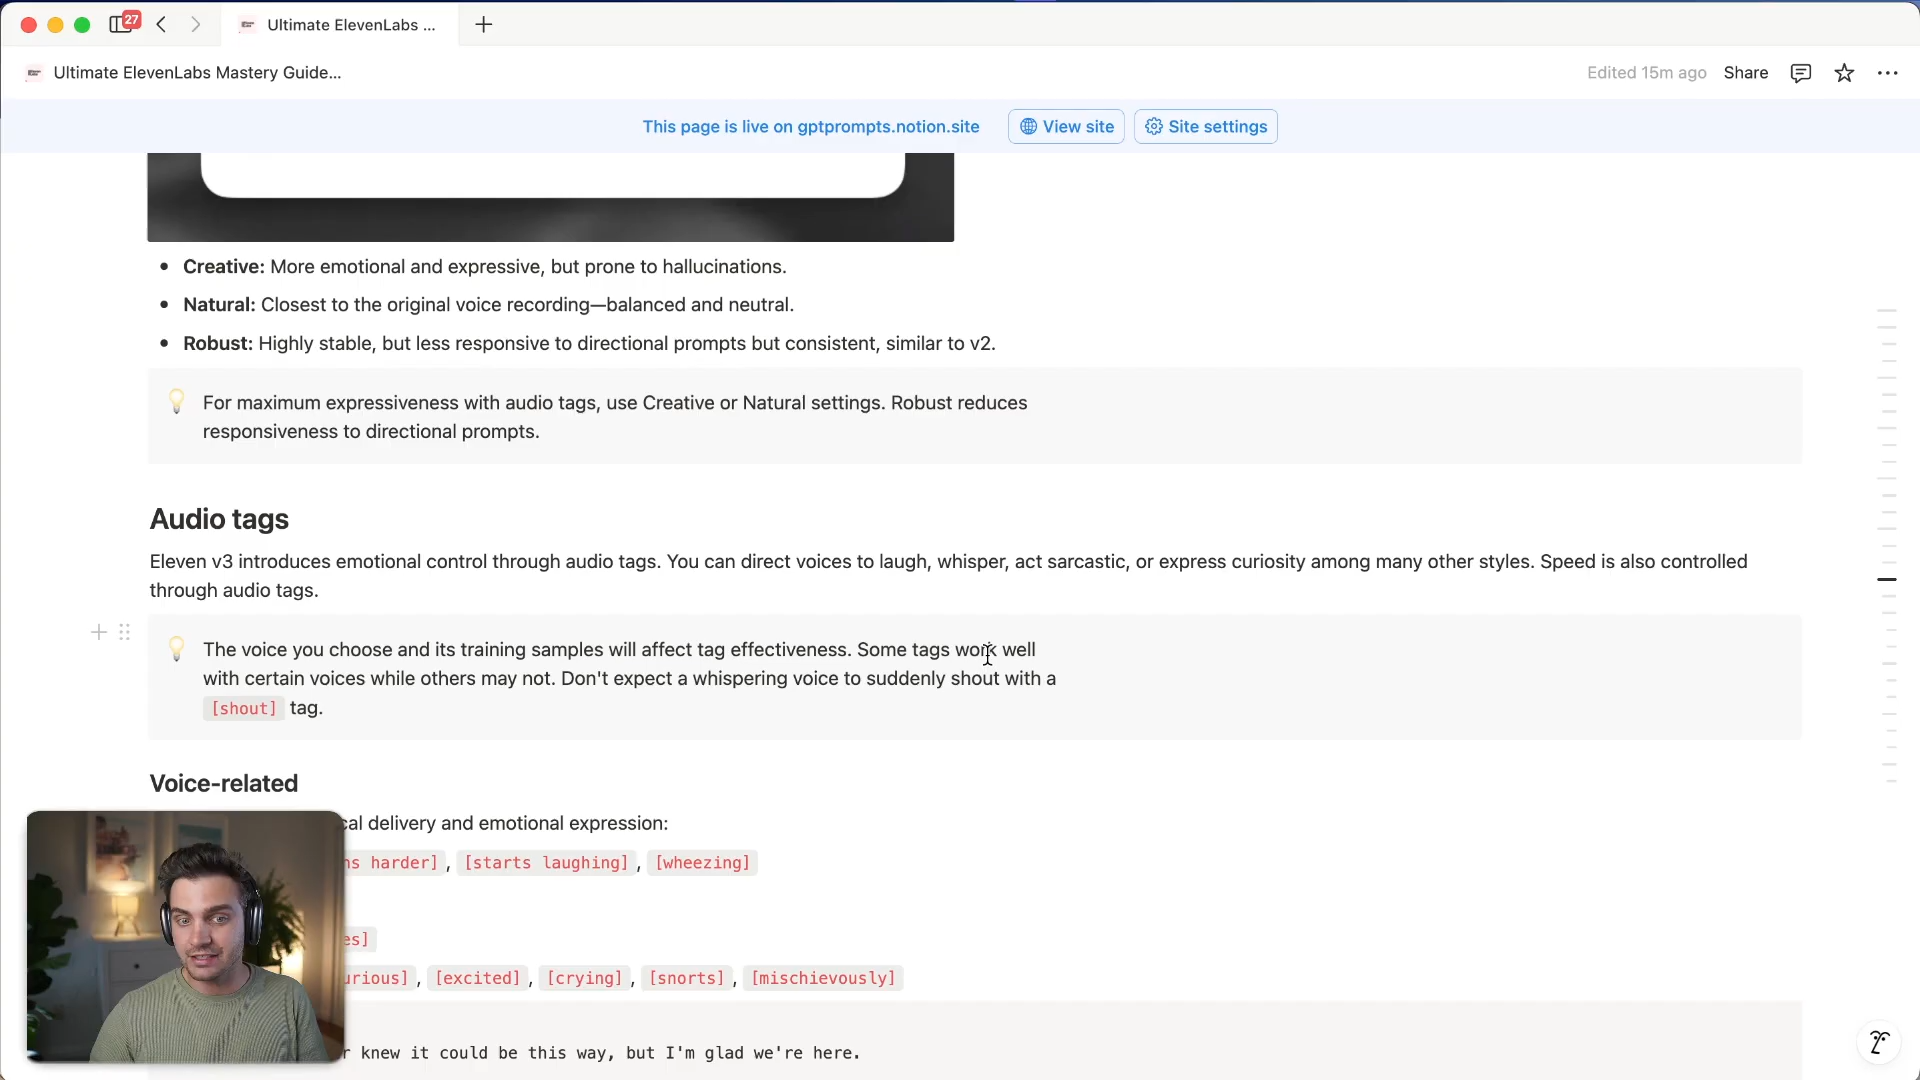 27
Ultimate ElevenLabs ...
Ultimate ElevenLabs Mastery Guide...
Edited 15m ago
Share
This page is live on gptprompts.notion.site
View site
Site settings
Creative: More emotional and expressive, but prone to hallucinations.
Natural: Closest to the original voice recording—balanced and neutral.
Robust: Highly stable, but less responsive to directional prompts but consistent, similar to v2.
For maximum expressiveness with audio tags, use Creative or Natural settings. Robust reduces
responsiveness to directional prompts.
Audio tags
Eleven v3 introduces emotional control through audio tags. You can direct voices to laugh, whisper, act sarcastic, or express curiosity among many other styles. Speed is also controlled
through audio tags.
The voice you choose and its training samples will affect tag effectiveness. Some tags work well
with certain voices while others may not. Don't expect a whispering voice to suddenly shout with a
[shout] tag.
Voice-related
delivery and emotional expression:
harder], [starts laughing], [wheezing]
[excited], [crying], [snorts], [mischievously]
knew it could be this way, but I'm glad we're here.